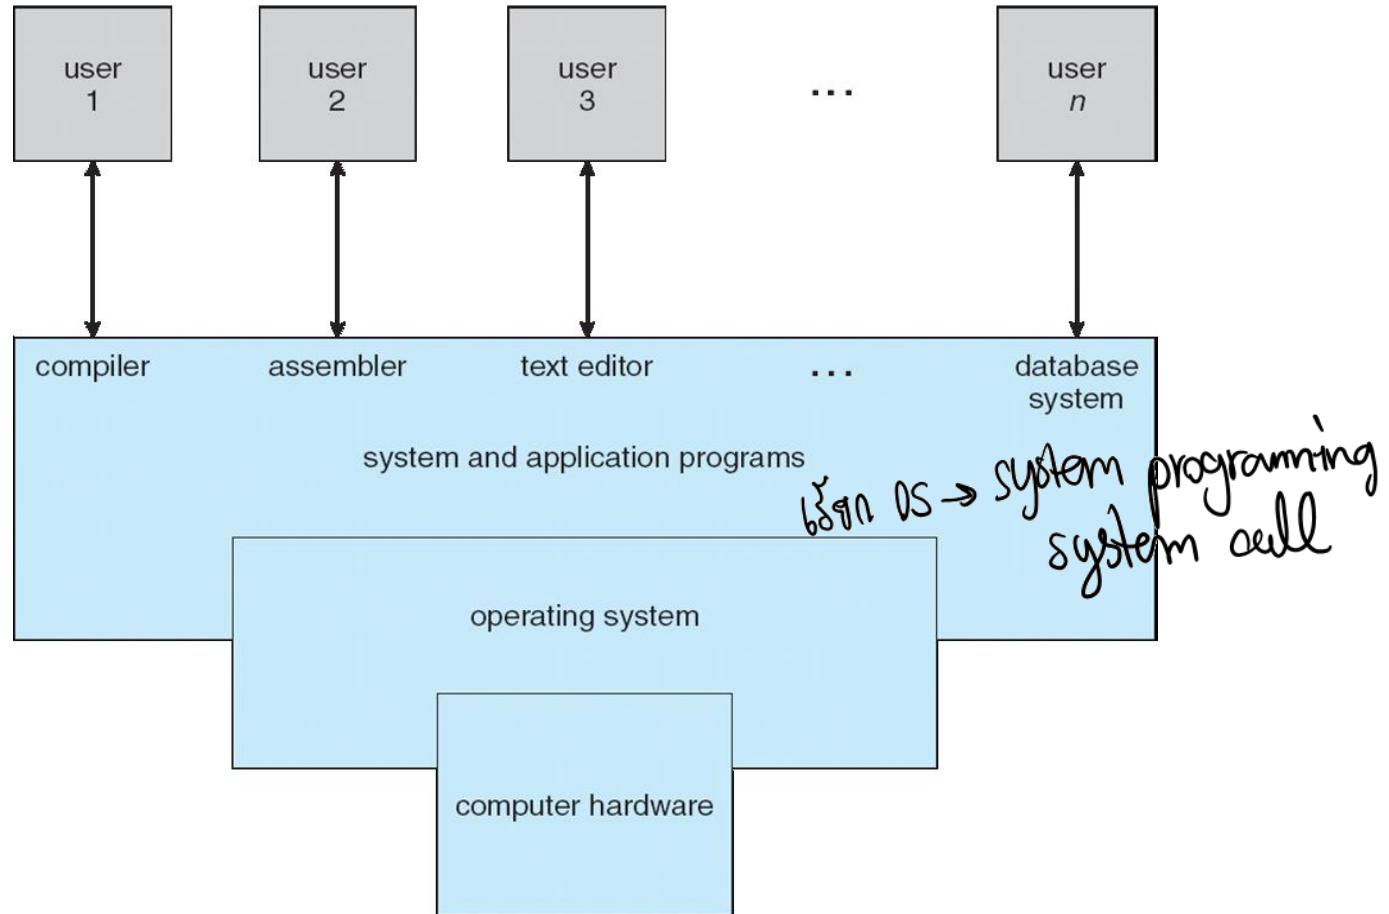 user
1
user
2
user
3
...
user
n
compiler
assembler
text editor
...
database
system
system and application programs
เรียก OS → system programming
system call
operating system
computer hardware